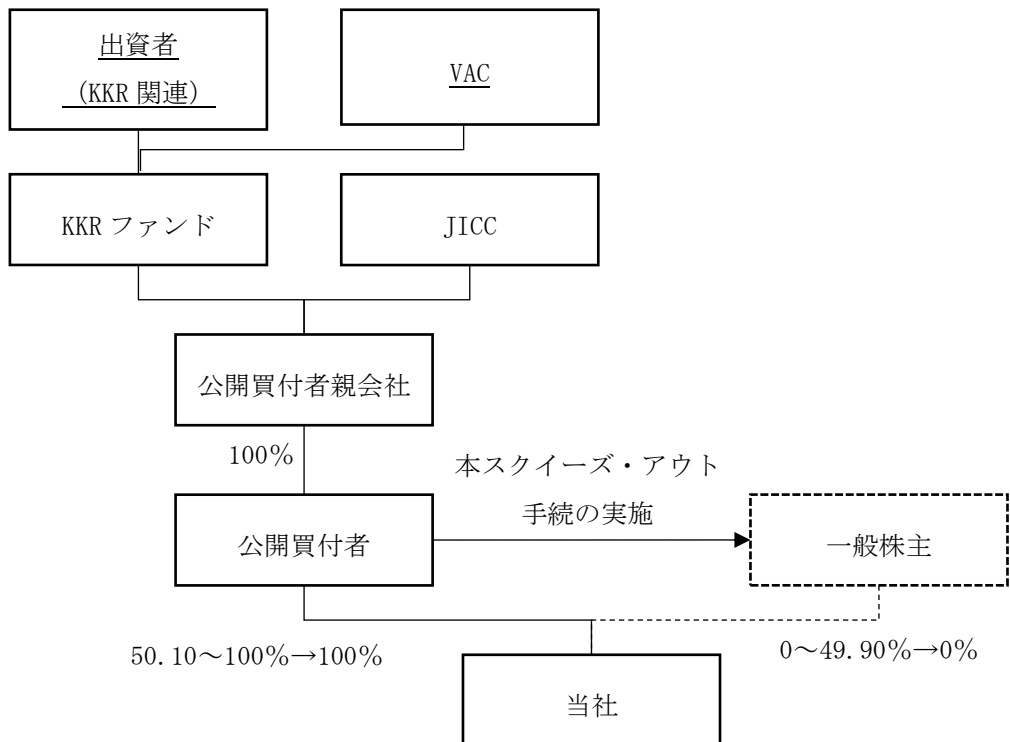 出資者
（KKR 関連）
VAC
KKR ファンド
JICC
公開買付者親会社
100％
本スクイーズ・アウト
手続の実施
公開買付者
一般株主
50.10～100％→100％
0～49.90％→0％
当社